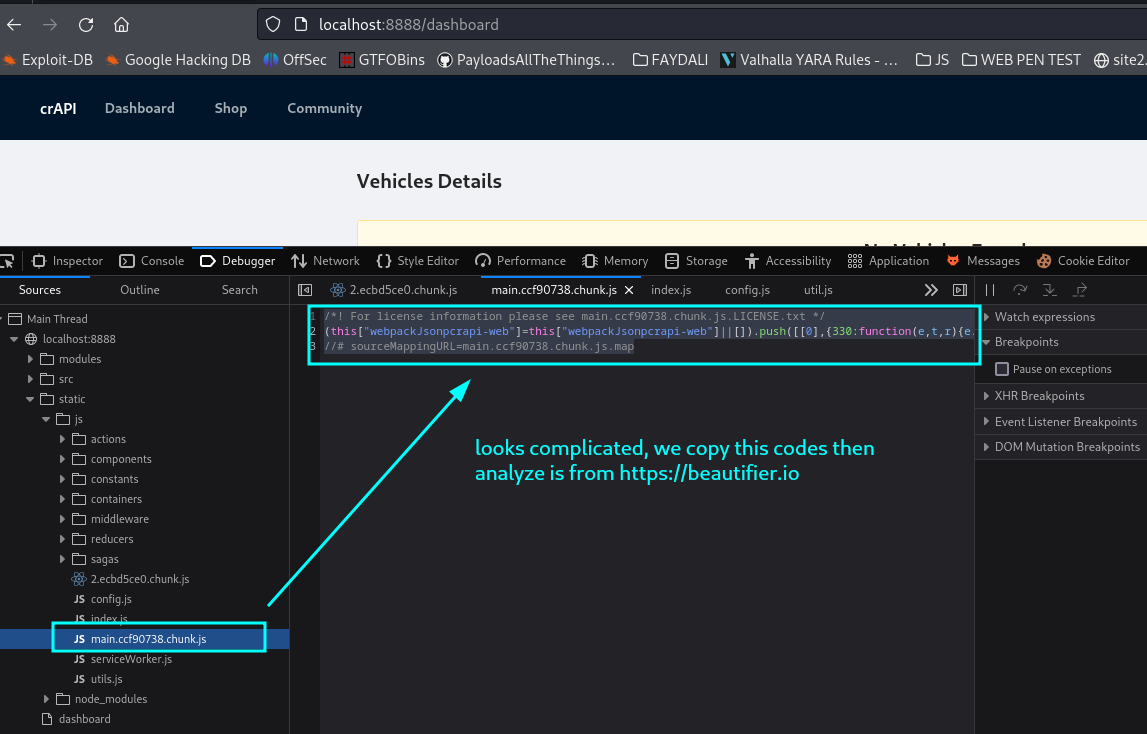 localhost:8888/dashboard
Exploit-DB Google Hacking DB OffSec GTFOBins PayloadsAllTheThings… FAYDALI Valhalla YARA Rules - … JS WEB PEN TEST site2.
crAPI Dashboard Shop Community
Vehicles Details
Inspector Console Debugger Network Style Editor Performance Memory Storage Accessibility Application Messages Cookie Editor
Sources Outline Search 2.ecbd5ce0.chunk.js main.ccf90738.chunk.js index.js config.js util.js
Main Thread
localhost:8888
modules
src
static
js
actions
components
constants
containers
middleware
reducers
sagas
2.ecbd5ce0.chunk.js
config.js
index.js
main.ccf90738.chunk.js
serviceWorker.js
utils.js
node_modules
dashboard
1 /*! For license information please see main.ccf90738.chunk.js.LICENSE.txt */
2 (this["webpackJsonpcrapi-web"]=this["webpackJsonpcrapi-web"]||[]).push([[0],{330:function(e,t,r){e.
3 //# sourceMappingURL=main.ccf90738.chunk.js.map
looks complicated, we copy this codes then
analyze is from https://beautifier.io
Watch expressions
Breakpoints
Pause on exceptions
XHR Breakpoints
Event Listener Breakpoints
DOM Mutation Breakpoints